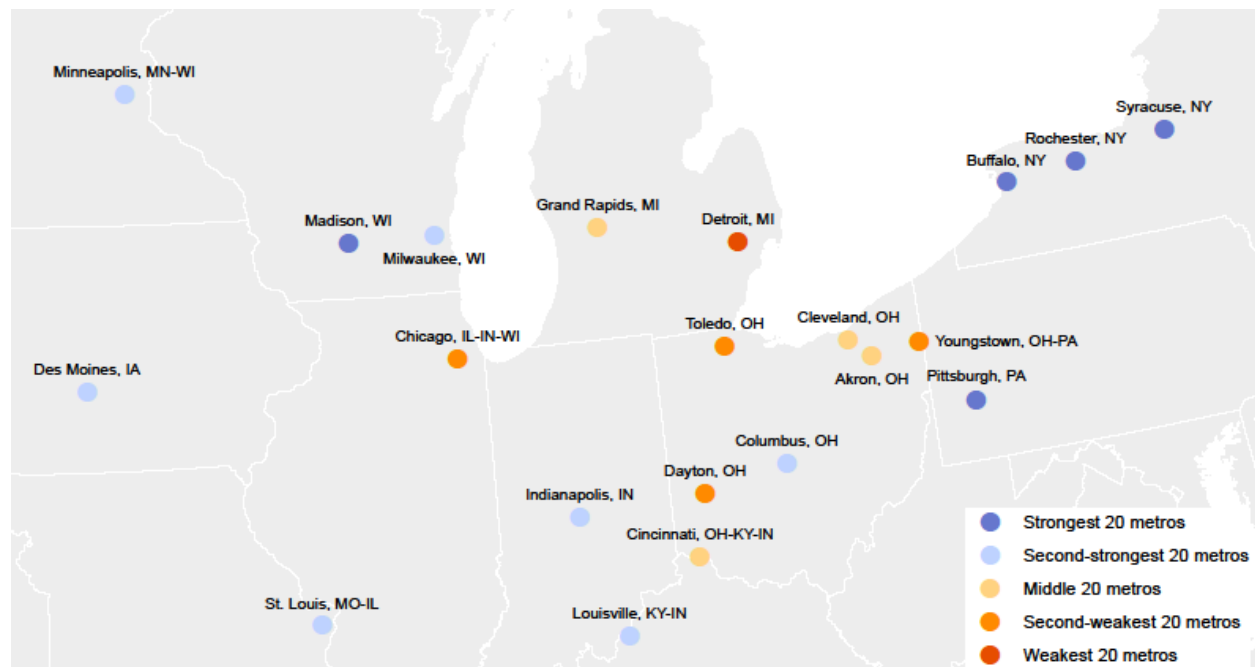 Minneapolis, MN-WI
Syracuse, NY
Rochester, NY
Buffalo, NY
Grand Rapids, MI
Detroit, MI
Madison, WI
Milwaukee, WI
Toledo, OH
Cleveland, OH
Chicago, IL-IN-WI
Youngstown, OH-PA
Des Moines, IA
Akron, OH
Pittsburgh, PA
Columbus, OH
Dayton, OH
Indianapolis, IN
Cincinnati, OH-KY-IN
St. Louis, MO-IL
Louisville, KY-IN
Strongest 20 metros
Second-strongest 20 metros
Middle 20 metros
Second-weakest 20 metros
Weakest 20 metros